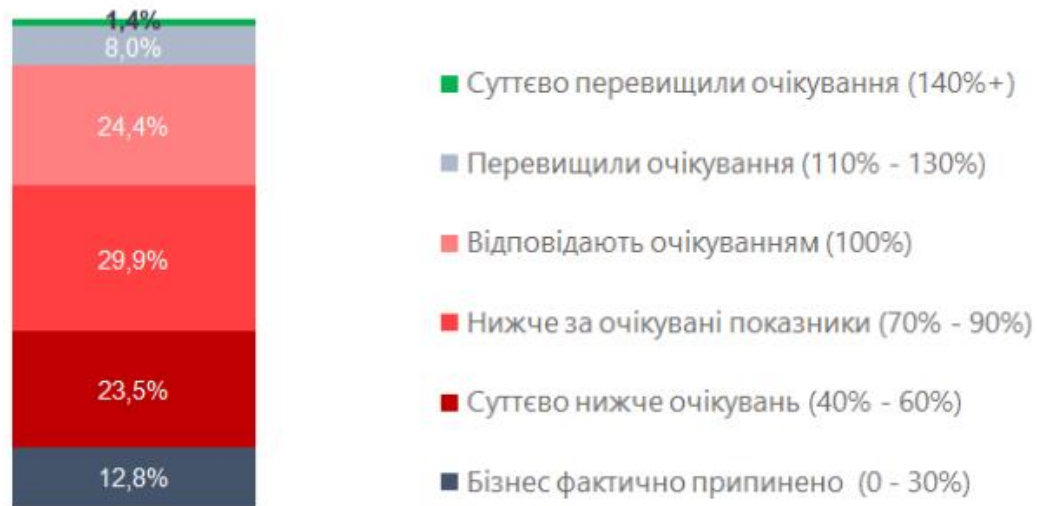 1,4%
8,0%
24,4%
29,9%
23,5%
12,8%
Суттєво перевищили очікування (140%+)
Перевищили очікування (110% - 130%)
Відповідають очікуванням (100%)
Нижче за очікувані показники (70% - 90%)
Суттєво нижче очікувань (40% - 60%)
Бізнес фактично припинено (0 - 30%)